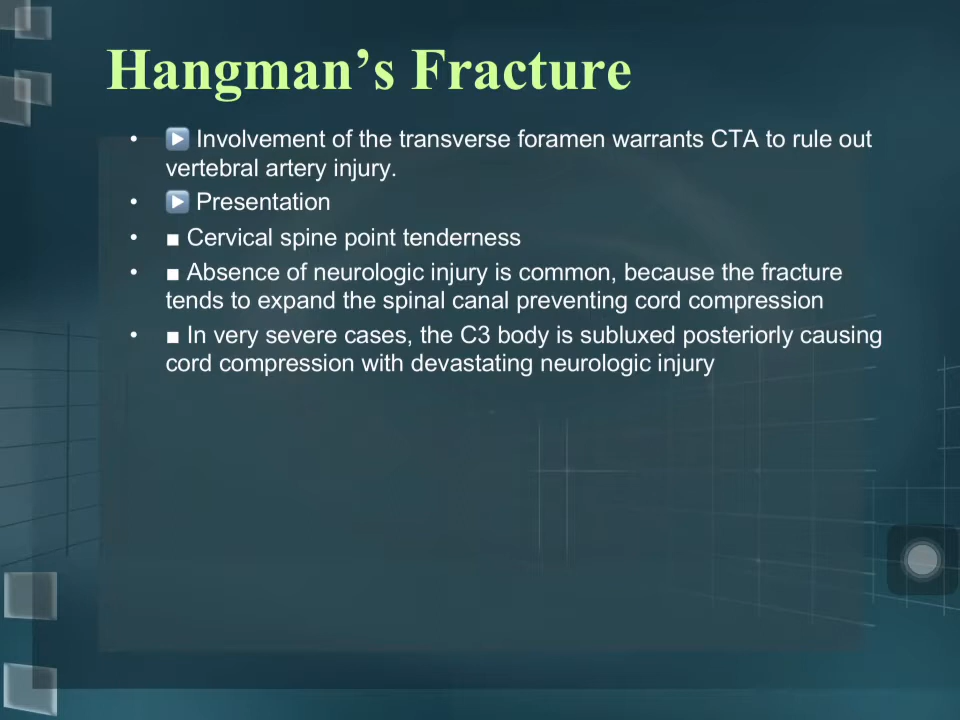 Hangman’s Fracture
• ▶ Involvement of the transverse foramen warrants CTA to rule out
vertebral artery injury.
• ▶ Presentation
• ■ Cervical spine point tenderness
• ■ Absence of neurologic injury is common, because the fracture
tends to expand the spinal canal preventing cord compression
• ■ In very severe cases, the C3 body is subluxed posteriorly causing
cord compression with devastating neurologic injury